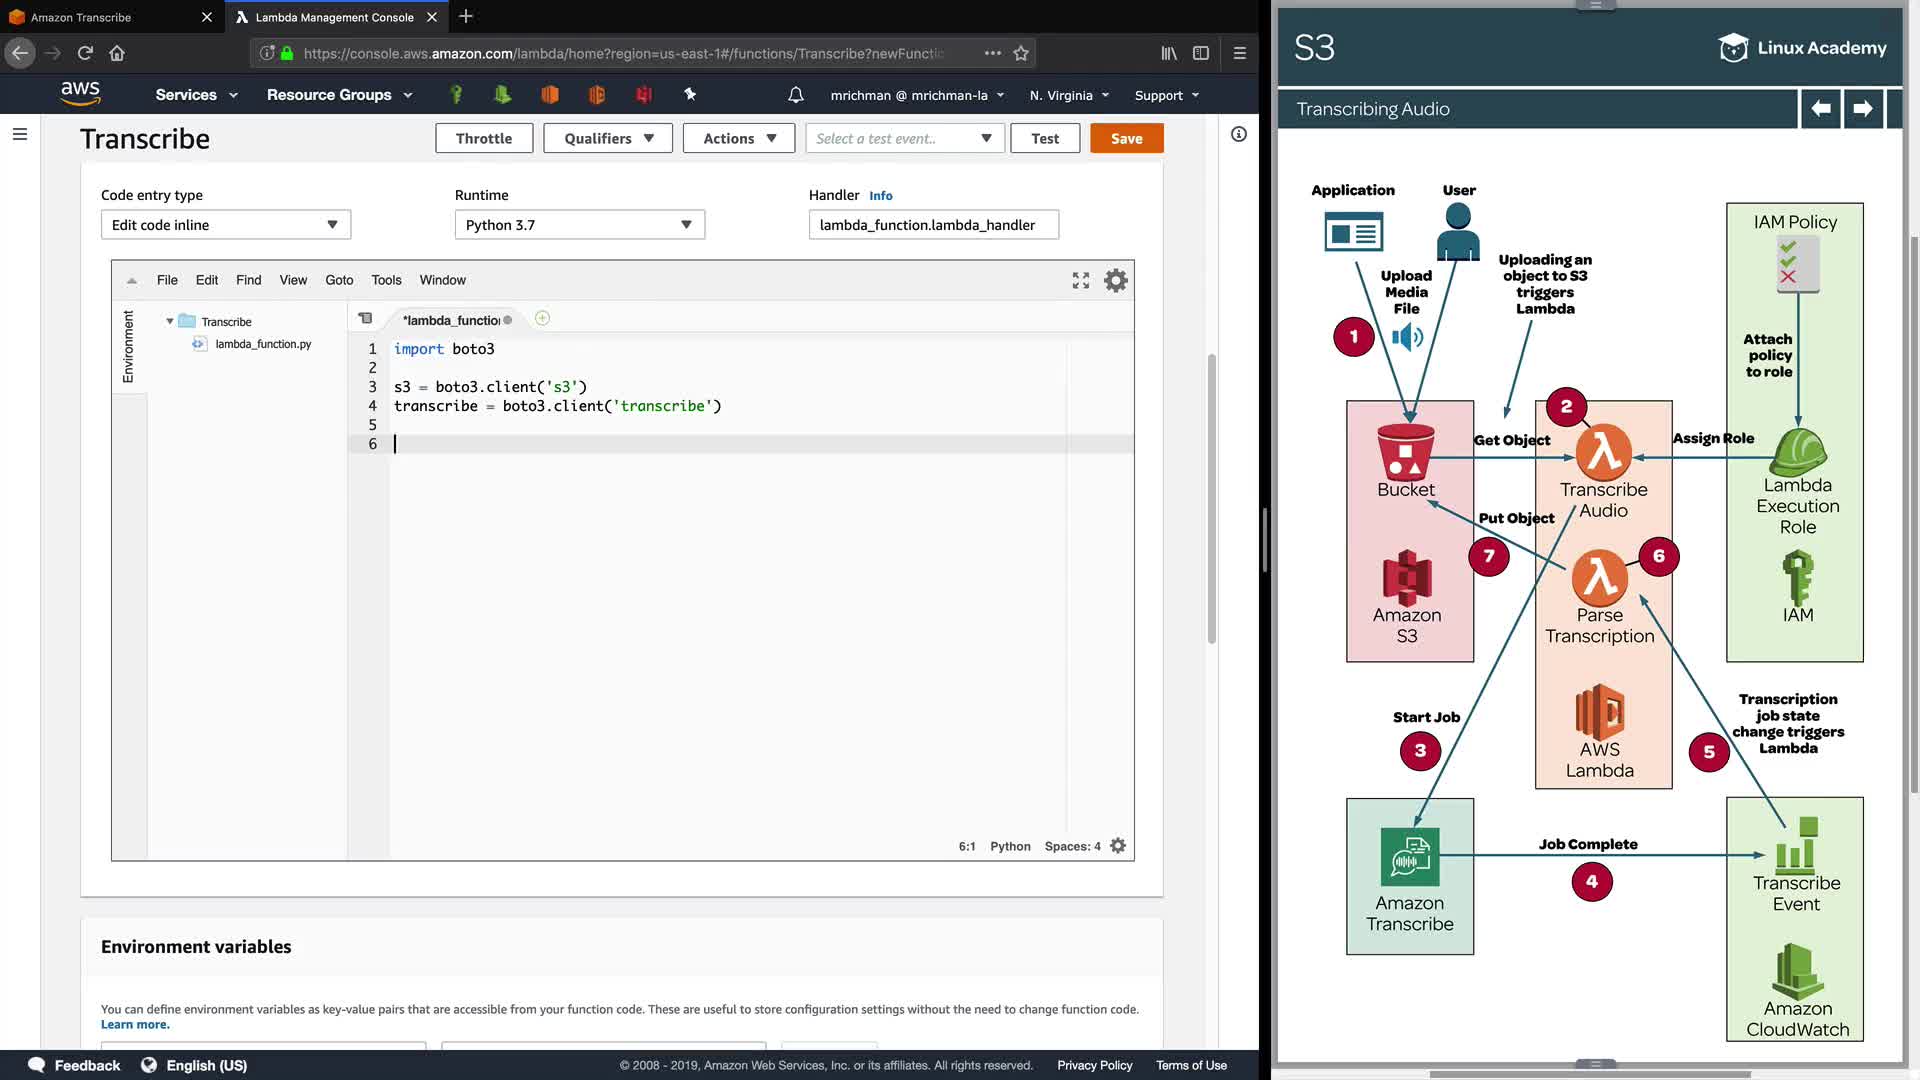 Amazon Transcribe
Lambda Management Console
https://console.aws.amazon.com/lambda/home?region=us-east-1#/functions/Transcribe?newFunctic
aws
Services
Resource Groups
mrichman @ mrichman-la
N. Virginia
Support
Transcribe
Throttle
Qualifiers
Actions
Select a test event..
Test
Save
Code entry type
Edit code inline
Runtime
Python 3.7
Handler Info
lambda_function.lambda_handler
File Edit Find View Goto Tools Window
Environment
Transcribe
lambda_function.py
*lambda_function
1 import boto3
2
3 s3 = boto3.client('s3')
4 transcribe = boto3.client('transcribe')
5
6
6:1 Python Spaces: 4
Environment variables
You can define environment variables as key-value pairs that are accessible from your function code. These are useful to store configuration settings without the need to change function code.
Learn more.
Feedback
English (US)
© 2008 - 2019, Amazon Web Services, Inc. or its affiliates. All rights reserved.
Privacy Policy
Terms of Use
S3
Linux Academy
Transcribing Audio
Application
User
Upload
Media
File
1
Uploading an
object to S3
triggers
Lambda
IAM Policy
Attach
policy
to role
2
Get Object
Assign Role
Bucket
Transcribe
Audio
Lambda
Execution
Role
Put Object
7
6
Amazon
S3
Parse
Transcription
IAM
Start Job
3
AWS
Lambda
Transcription
job state
change triggers
Lambda
5
Job Complete
4
Amazon
Transcribe
Transcribe
Event
Amazon
CloudWatch